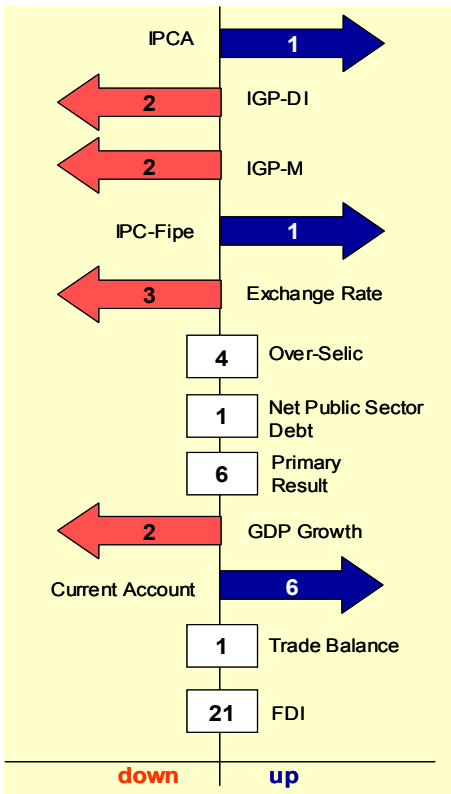 IPCA 1
2 IGP-DI
2 IGP-M
IPC-Fipe 1
3 Exchange Rate
4 Over-Selic
1 Net Public Sector
Debt
6 Primary
Result
2 GDP Growth
Current Account 6
1 Trade Balance
21 FDI
down up